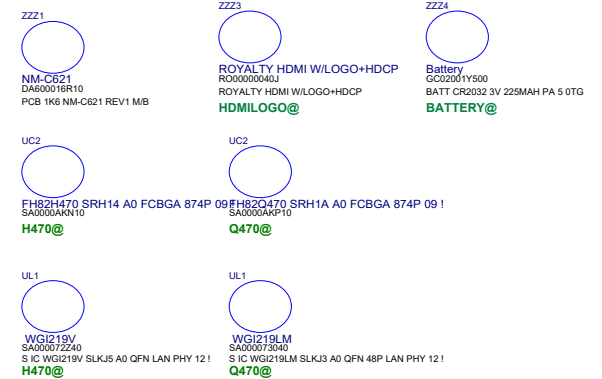 ZZZ1
NM-C621
DA600016R10
PCB 1K6 NM-C621 REV1 M/B
ZZZ3
ROYALTY HDMI W/LOGO+HDCP
RO00000040J
ROYALTY HDMI W/LOGO+HDCP
HDMILOGO@
ZZZ4
Battery
GC02001Y500
BATT CR2032 3V 225MAH PA 5 0TG
BATTERY@
UC2
FH82H470 SRH14 A0 FCBGA 874P 09 !
SA0000AKN10
H470@
UC2
FH82Q470 SRH1A A0 FCBGA 874P 09 !
SA0000AKP10
Q470@
UL1
WGI219V
SA000072Z40
S IC WGI219V SLKJ5 A0 QFN LAN PHY 12 !
H470@
UL1
WGI219LM
SA000073040
S IC WGI219LM SLKJ3 A0 QFN 48P LAN PHY 12 !
Q470@